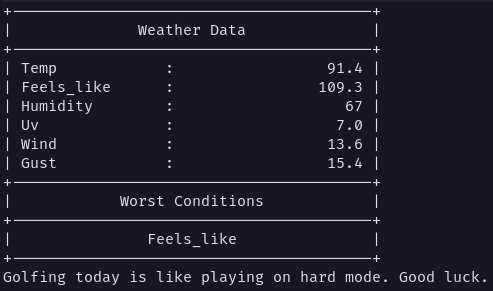 Weather Data
Temp : 91.4
Feels_like : 109.3
Humidity : 67
Uv : 7.0
Wind : 13.6
Gust : 15.4
Worst Conditions
Feels_like
Golfing today is like playing on hard mode. Good luck.